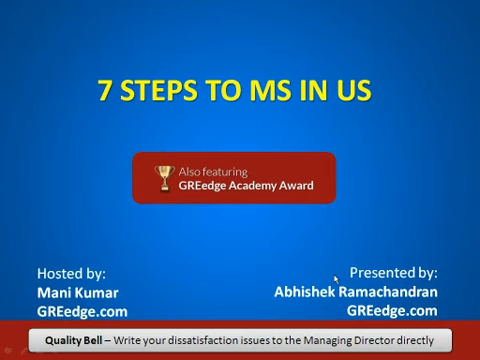 7 STEPS TO MS IN US
Also featuring
GREedge Academy Award
Hosted by:
Mani Kumar
GREedge.com
Presented by:
Abhishek Ramachandran
GREedge.com
Quality Bell – Write your dissatisfaction issues to the Managing Director directly